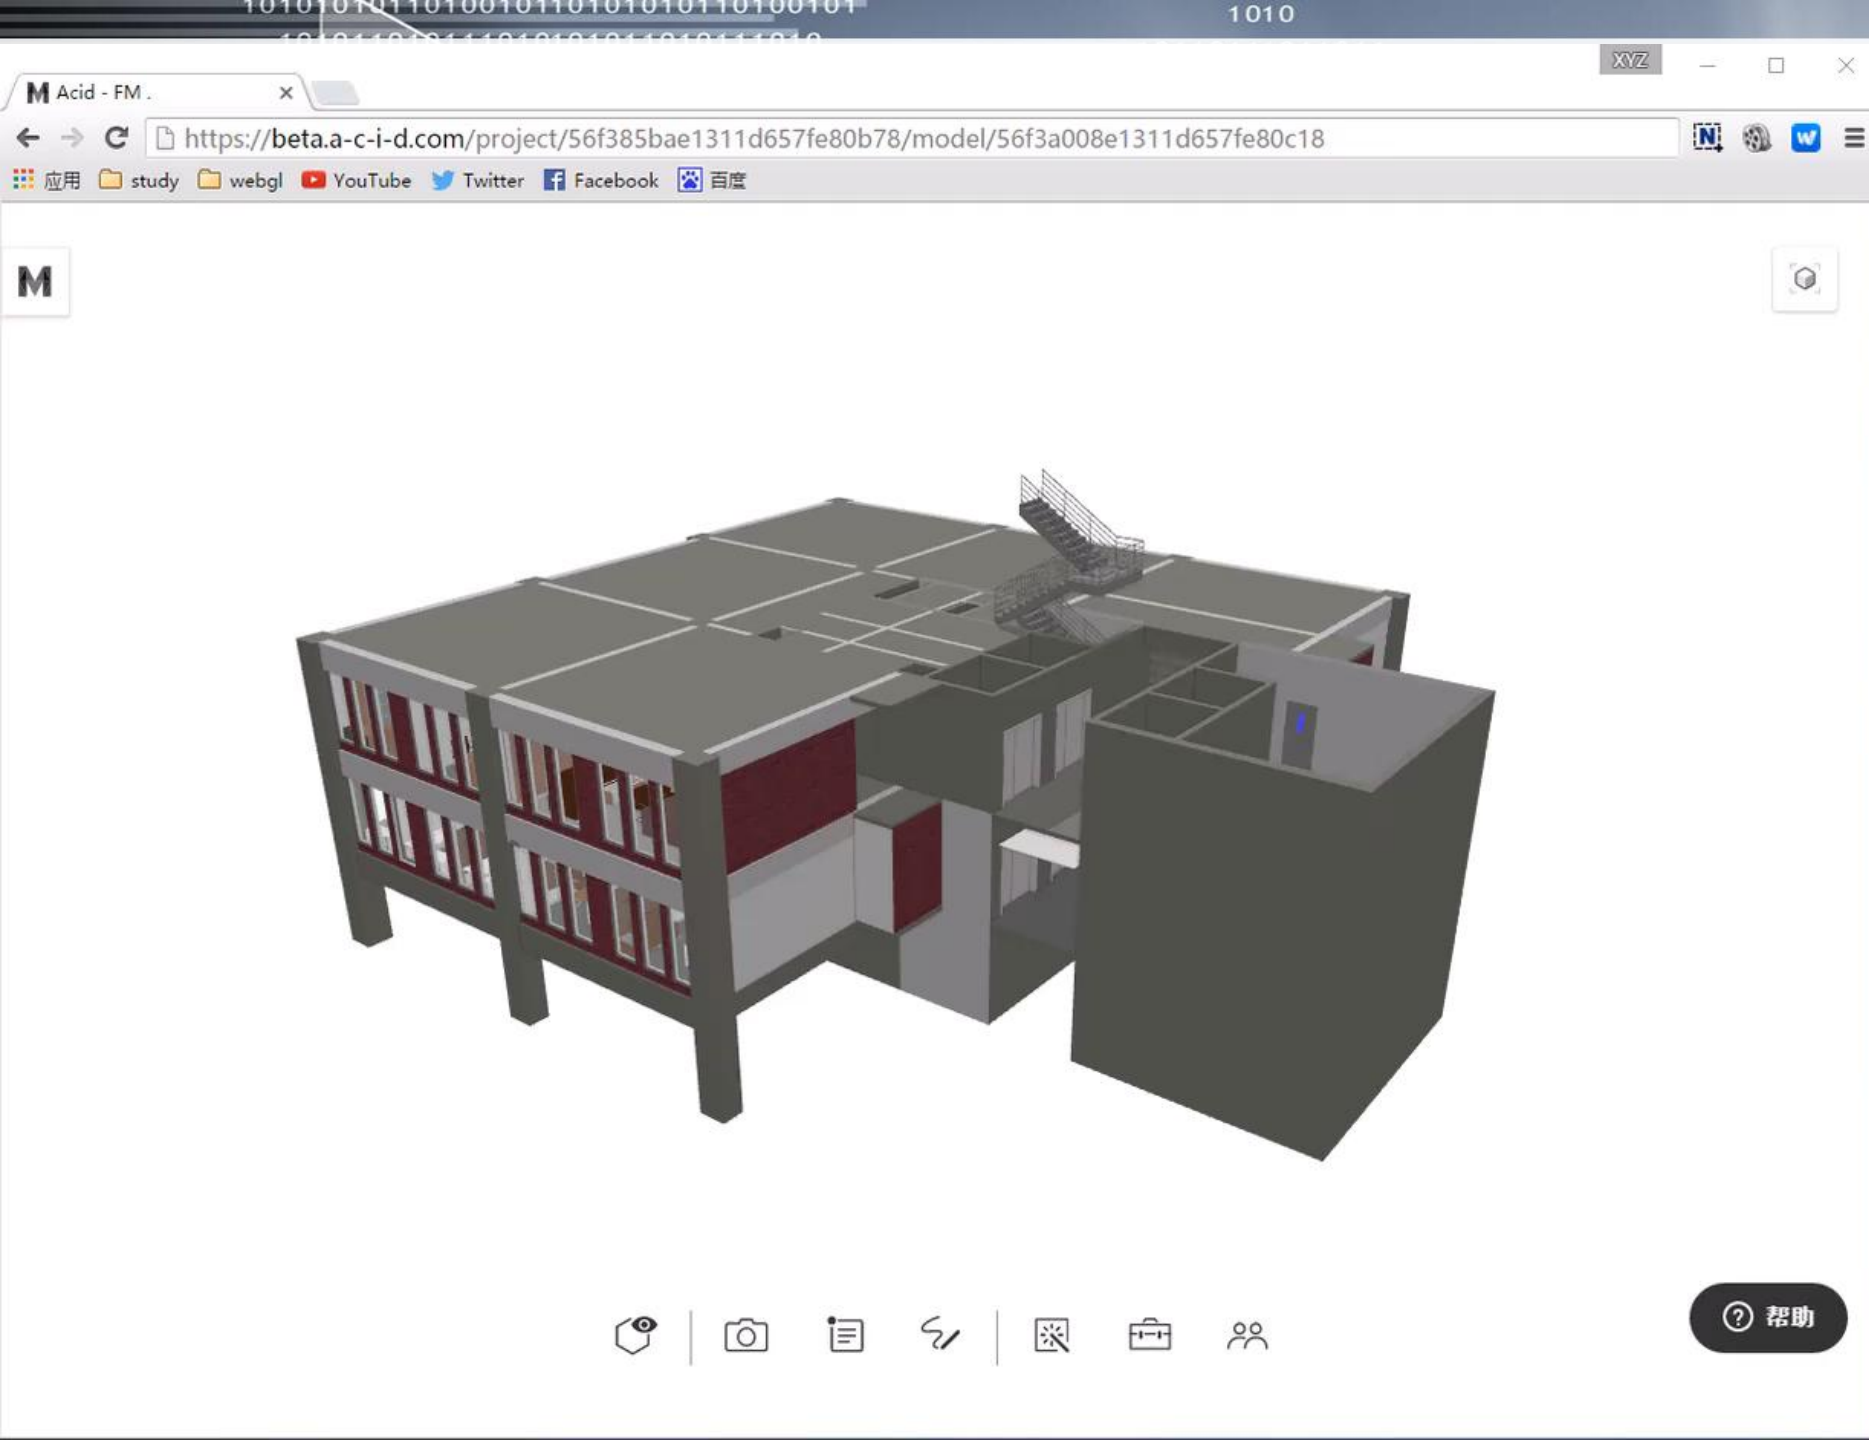 1010
XYZ
M Acid - FM .
https://beta.a-c-i-d.com/project/56f385bae1311d657fe80b78/model/56f3a008e1311d657fe80c18
N
w
应用 study webgl YouTube Twitter Facebook 百度
M
帮助